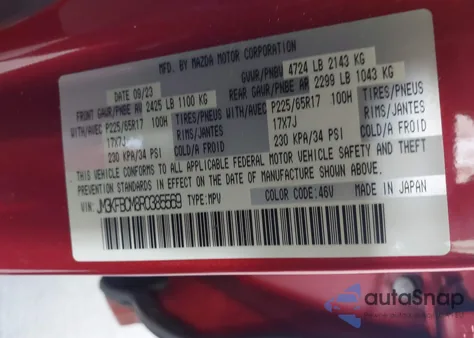 MFD. BY MAZDA MOTOR CORPORATION
DATE 09/23 GVWR/PNBV 4724 LB 2143 KG
FRONT GAWR/PNBE AV 2425 LB 1100 KG REAR GAWR/PNBE AR 2299 LB 1043 KG
WITH/AVEC P225/65R17 100H WITH/AVEC P225/65R17 100H
17X7J RIMS/JANTES 17X7J RIMS/JANTES
230 KPA/34 PSI COLD/A FROID 230 KPA/34 PSI COLD/A FROID
THIS VEHICLE CONFORMS TO ALL APPLICABLE FEDERAL MOTOR VEHICLE SAFETY AND THEFT
PREVENTION STANDARDS IN EFFECT ON THE DATE OF MANUFACTURE SHOWN ABOVE.
VIN: JM3KFBCM8R0385569 TYPE:MPV COLOR CODE:46V MADE IN JAPAN
autoSnap